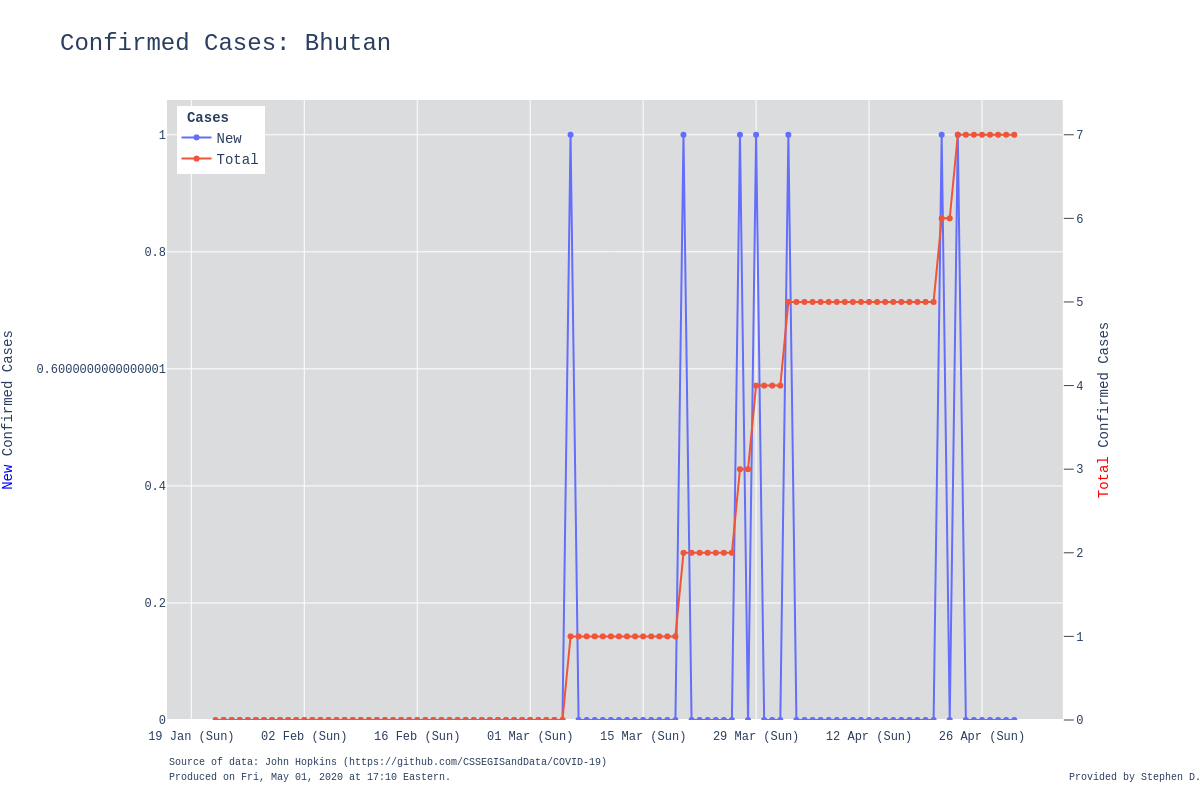 Confirmed Cases: Bhutan
Cases
New
Total
1
0.8
0.6000000000000001
0.4
0.2
0
New Confirmed Cases
7
6
5
4
3
2
1
0
Total Confirmed Cases
19 Jan (Sun) 02 Feb (Sun) 16 Feb (Sun) 01 Mar (Sun) 15 Mar (Sun) 29 Mar (Sun) 12 Apr (Sun) 26 Apr (Sun)
Source of data: John Hopkins (https://github.com/CSSEGISandData/COVID-19)
Produced on Fri, May 01, 2020 at 17:10 Eastern.
Provided by Stephen D.